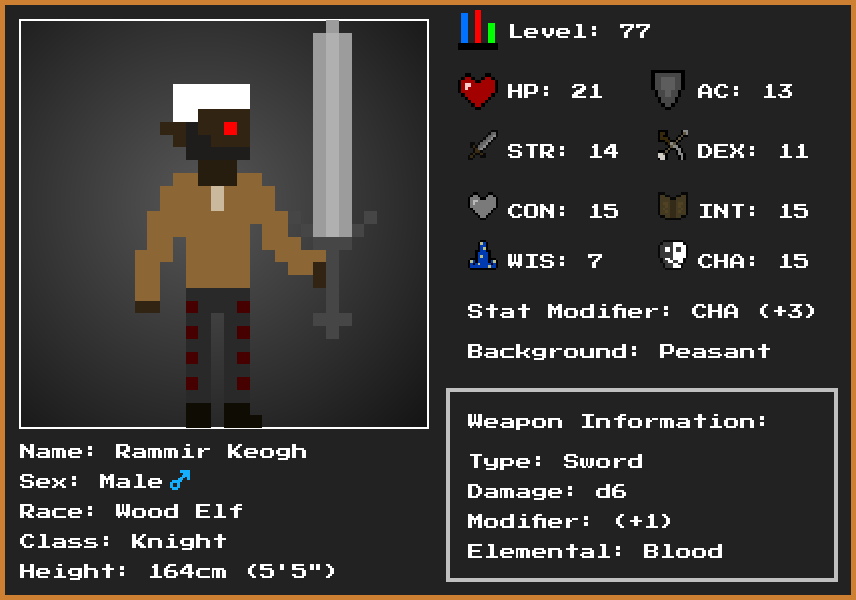 Level: 77
HP: 21 AC: 13
STR: 14 DEX: 11
CON: 15 INT: 15
WIS: 7 CHA: 15
Stat Modifier: CHA (+3)
Background: Peasant
Weapon Information:
Type: Sword
Damage: d6
Modifier: (+1)
Elemental: Blood
Name: Rammir Keogh
Sex: Male ♂
Race: Wood Elf
Class: Knight
Height: 164cm (5'5")